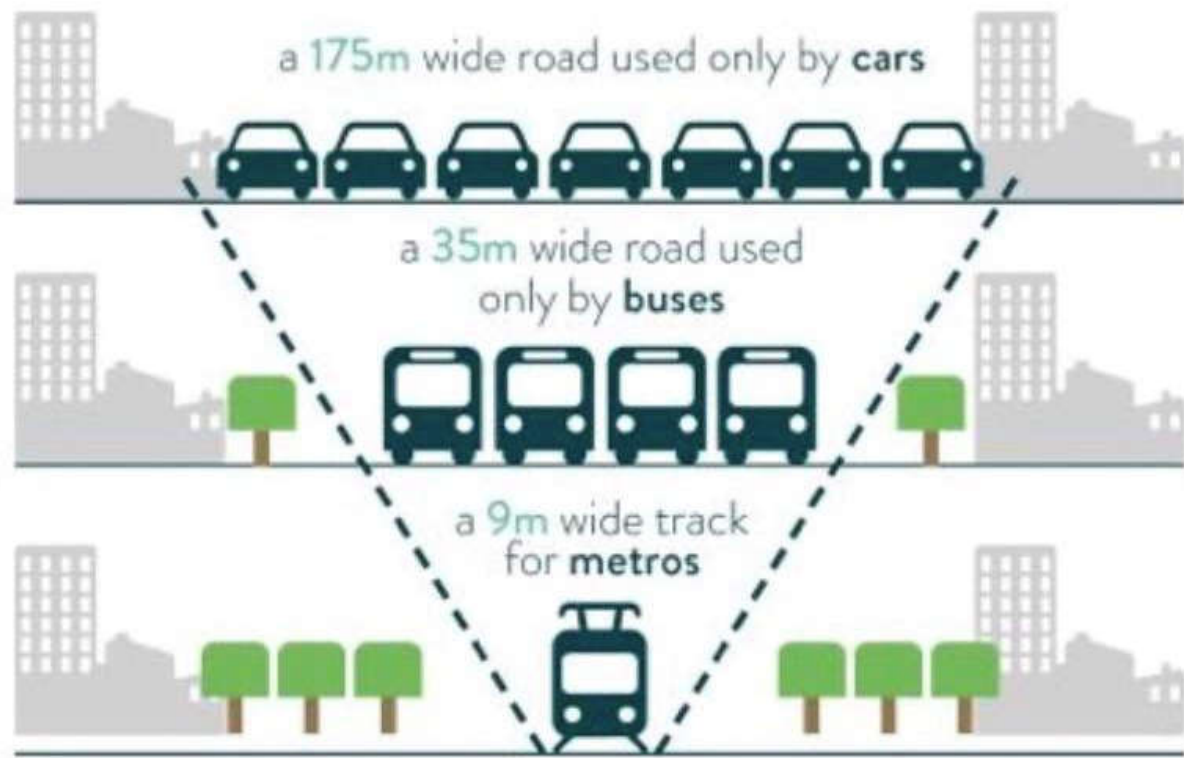 a 175m wide road used only by cars
a 35m wide road used
only by buses
a 9m wide track
for metros